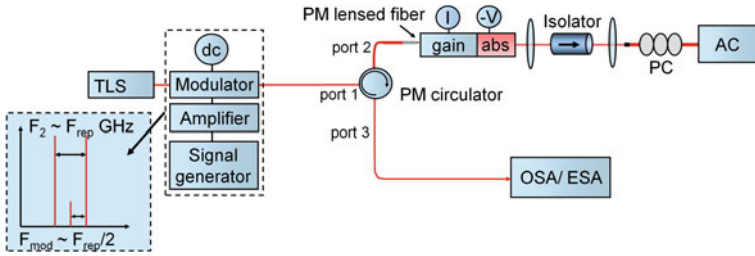 PM lensed fiber
I
-V
Isolator
dc
port 2
gain
abs
AC
PC
TLS
Modulator
port 1
PM circulator
F2 ~ Frep GHz
Amplifier
port 3
Signal
generator
OSA/ ESA
Fmod ~ Frep/2